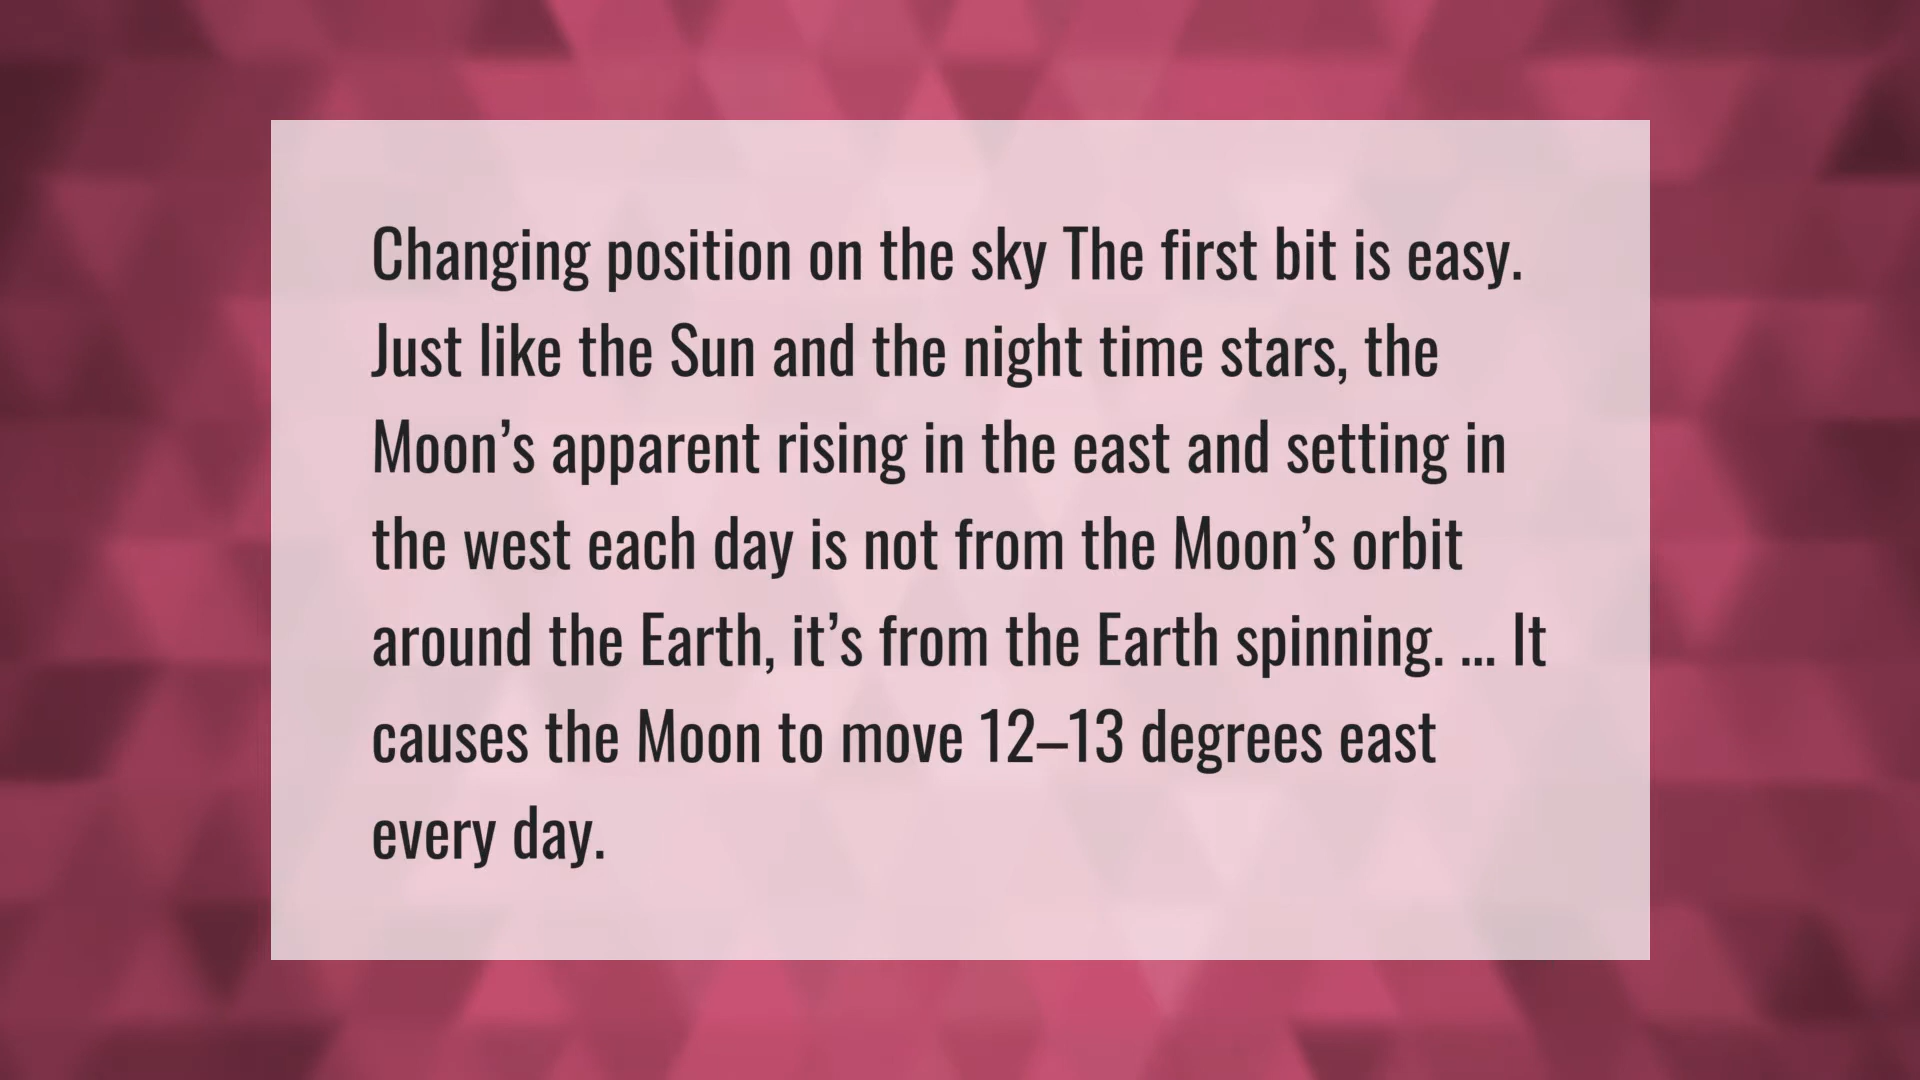 Changing position on the sky The first bit is easy.
Just like the Sun and the night time stars, the
Moon’s apparent rising in the east and setting in
the west each day is not from the Moon’s orbit
around the Earth, it’s from the Earth spinning. ... It
causes the Moon to move 12–13 degrees east
every day.